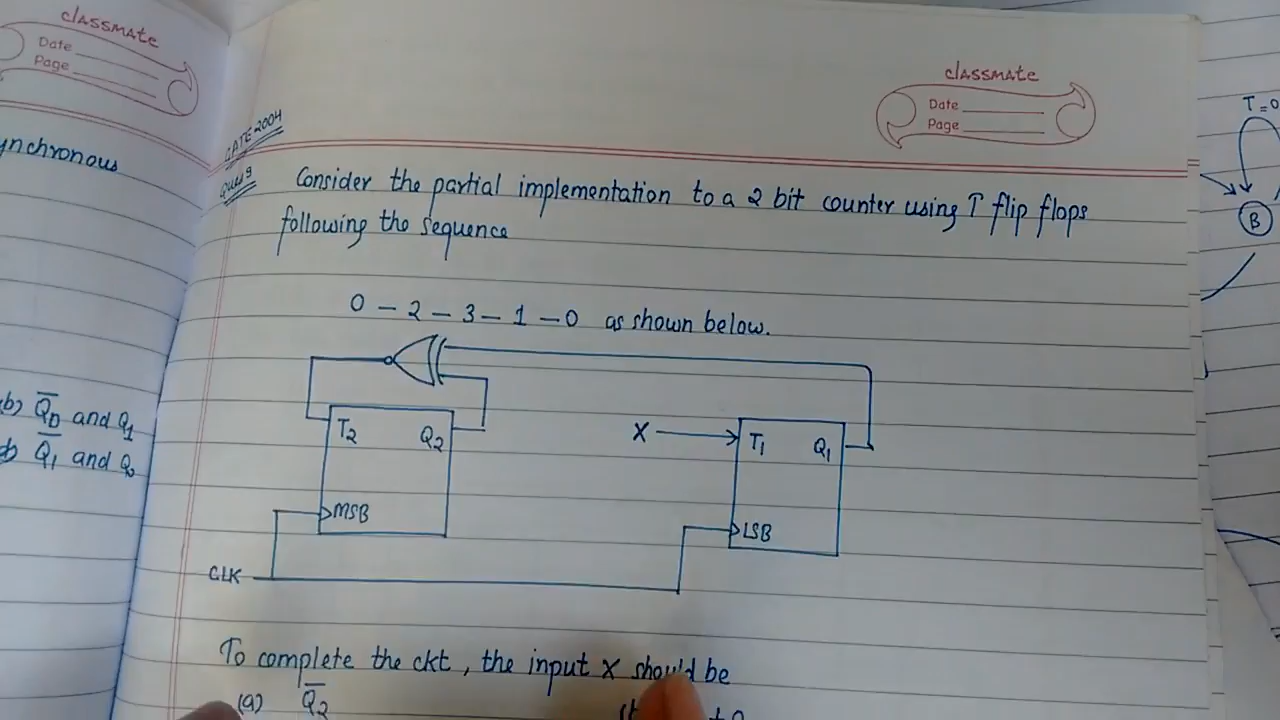 classmate
Date
Page
ynchronous
(b) Q̅0 and Q1
d) Q̅1 and Q0
classmate
Date
Page
GATE 2004
Ques 9
Consider the partial implementation to a 2 bit counter using T flip flops
following the sequence
0 - 2 - 3 - 1 - 0 as shown below.
T2 Q2
MSB
X
T1 Q1
LSB
CLK
To complete the ckt, the input X should be
(a) Q̅2
T=0
B